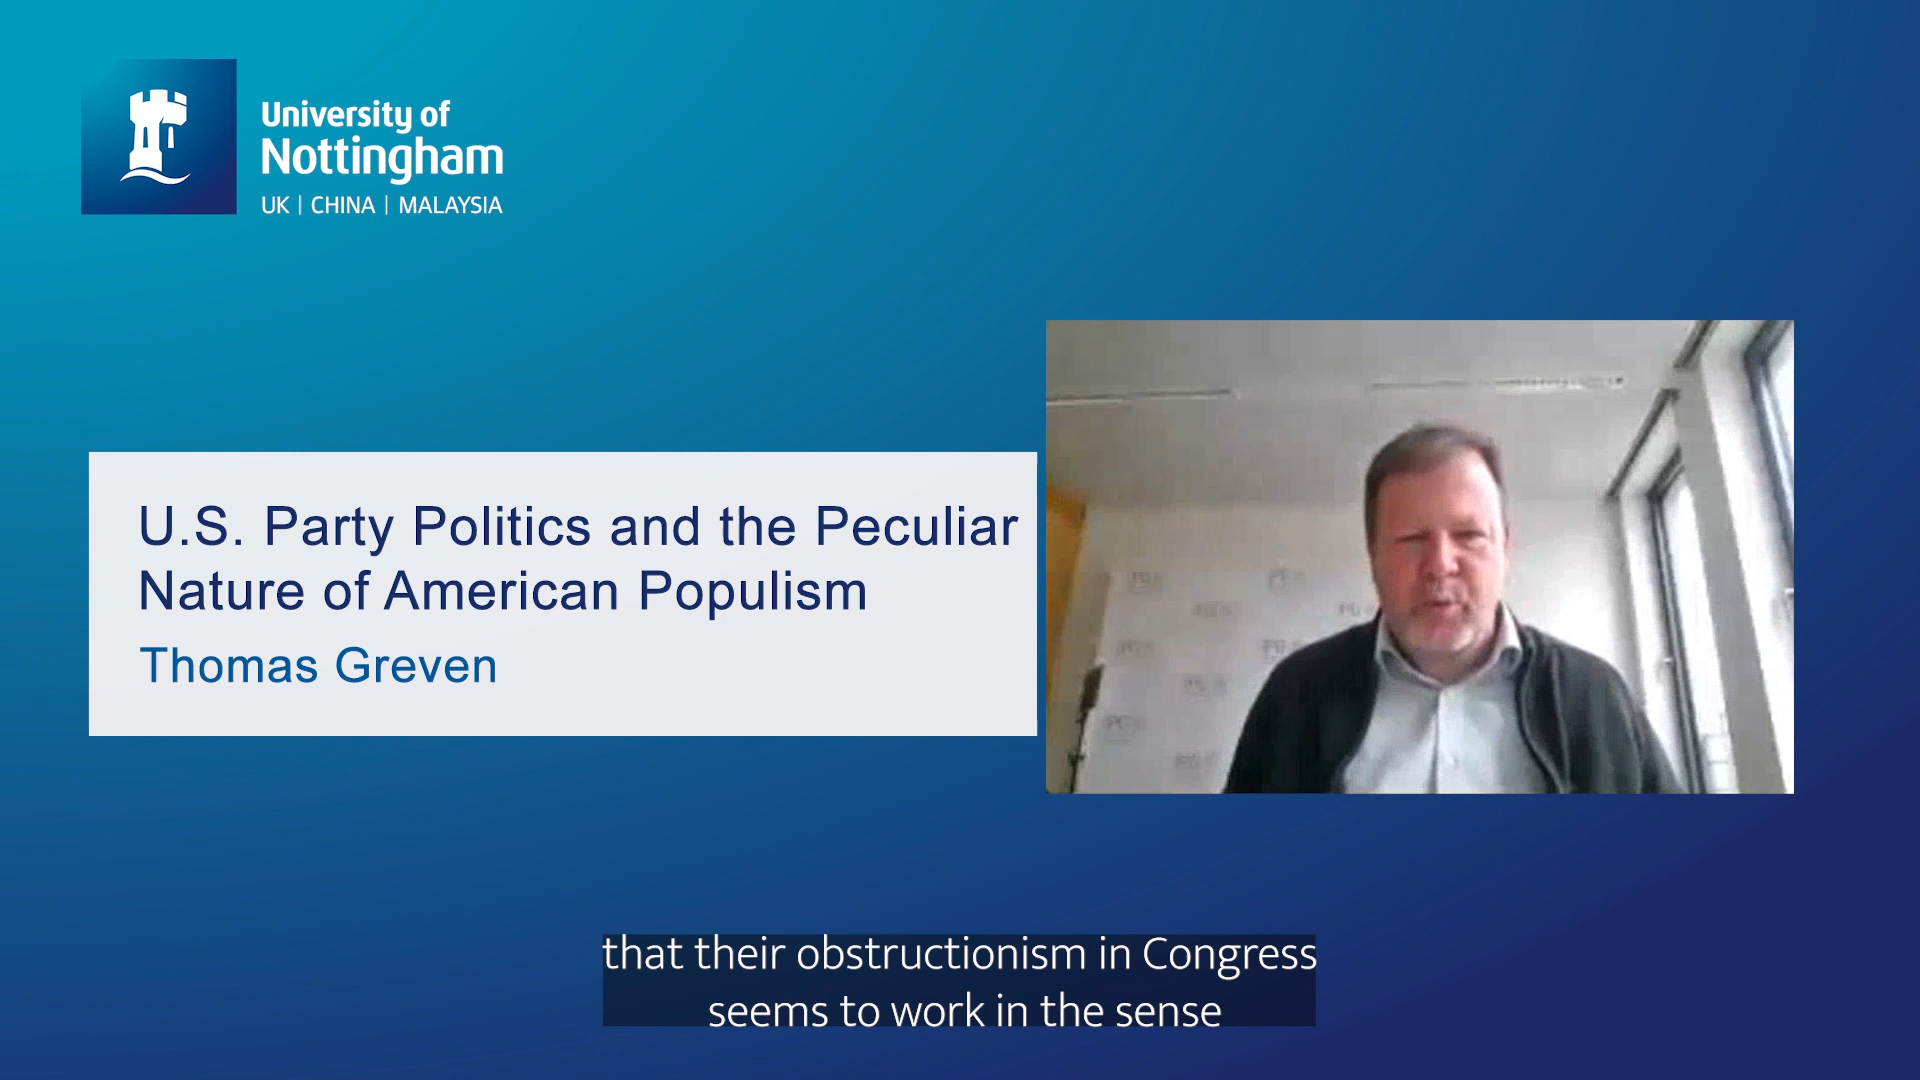 University of
Nottingham
UK | CHINA | MALAYSIA
U.S. Party Politics and the Peculiar
Nature of American Populism
Thomas Greven
that their obstructionism in Congress
seems to work in the sense